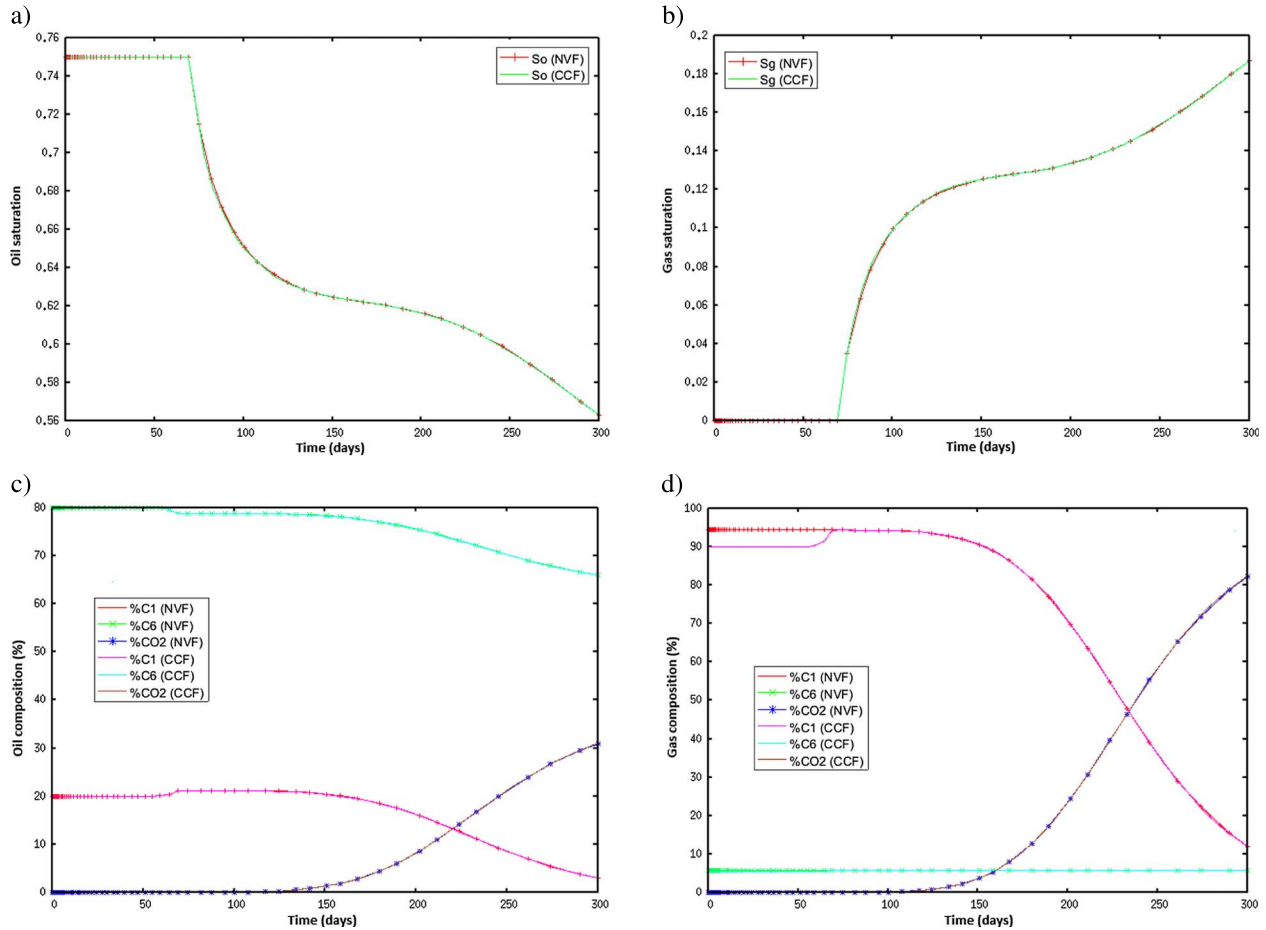 a)
0.76
0.74
0.72
0.7
0.68
0.66
0.64
0.62
0.6
0.58
0.56
0
50
100
150
200
250
300
Oil saturation
Time (days)
So (NVF)
So (CCF)
b)
0.2
0.18
0.16
0.14
0.12
0.1
0.08
0.06
0.04
0.02
0
0
50
100
150
200
250
300
Gas saturation
Time (days)
Sg (NVF)
Sg (CCF)
c)
80
70
60
50
40
30
20
10
0
0
50
100
150
200
250
300
Oil composition (%)
Time (days)
%C1 (NVF)
%C6 (NVF)
%CO2 (NVF)
%C1 (CCF)
%C6 (CCF)
%CO2 (CCF)
d)
100
90
80
70
60
50
40
30
20
10
0
0
50
100
150
200
250
300
Gas composition (%)
Time (days)
%C1 (NVF)
%C6 (NVF)
%CO2 (NVF)
%C1 (CCF)
%C6 (CCF)
%CO2 (CCF)